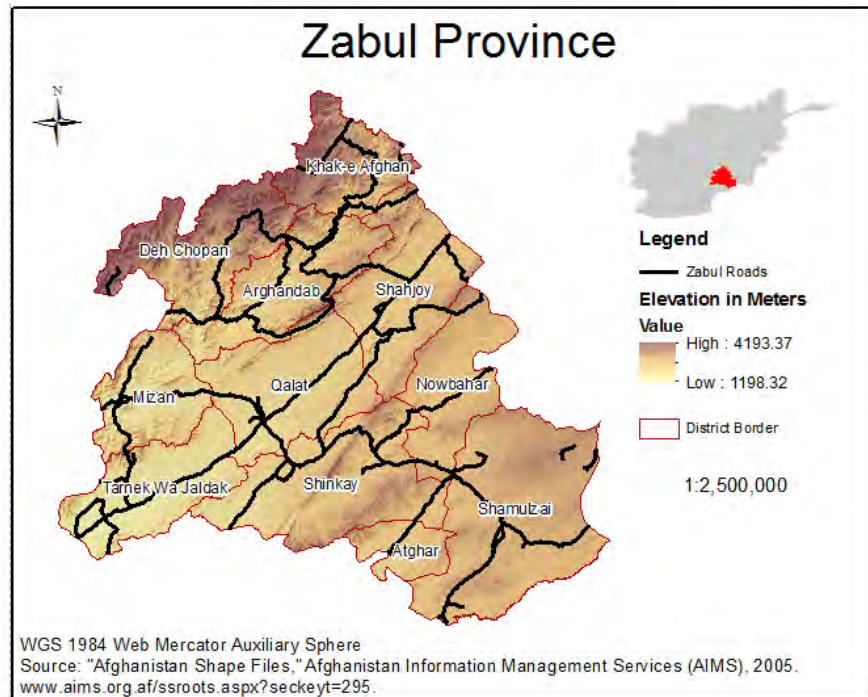 Zabul Province
N
Khak-e Afghan
Deh Chopan
Arghandab
Shahjoy
Mizan
Qalat
Nowbahar
Tarnek Wa Jaldak
Shinkay
Shamulzai
Atghar
Legend
Zabul Roads
Elevation in Meters
Value
High : 4193.37
Low : 1198.32
District Border
1:2,500,000
WGS 1984 Web Mercator Auxiliary Sphere
Source: "Afghanistan Shape Files," Afghanistan Information Management Services (AIMS), 2005.
www.aims.org.af/ssroots.aspx?seckeyt=295.